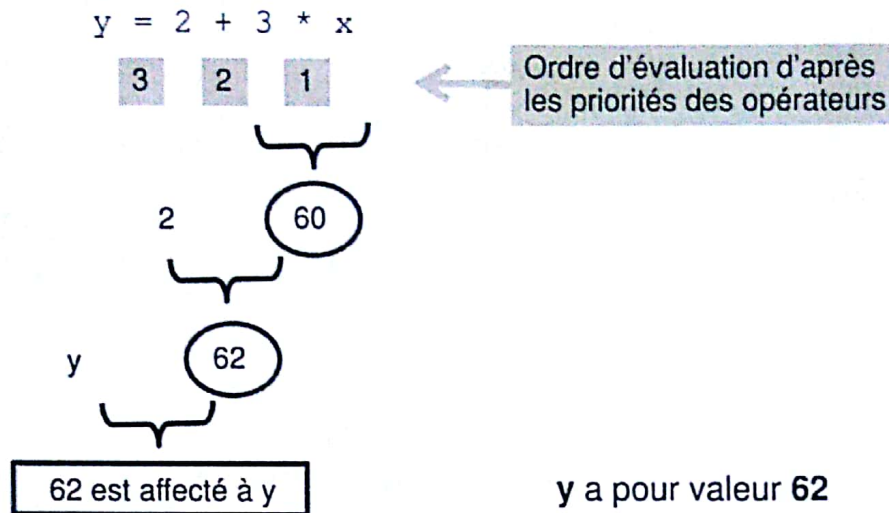 y = 2 + 3 * x
3 2 1
Ordre d'évaluation d'après
les priorités des opérateurs
2 60
y 62
62 est affecté à y
y a pour valeur 62